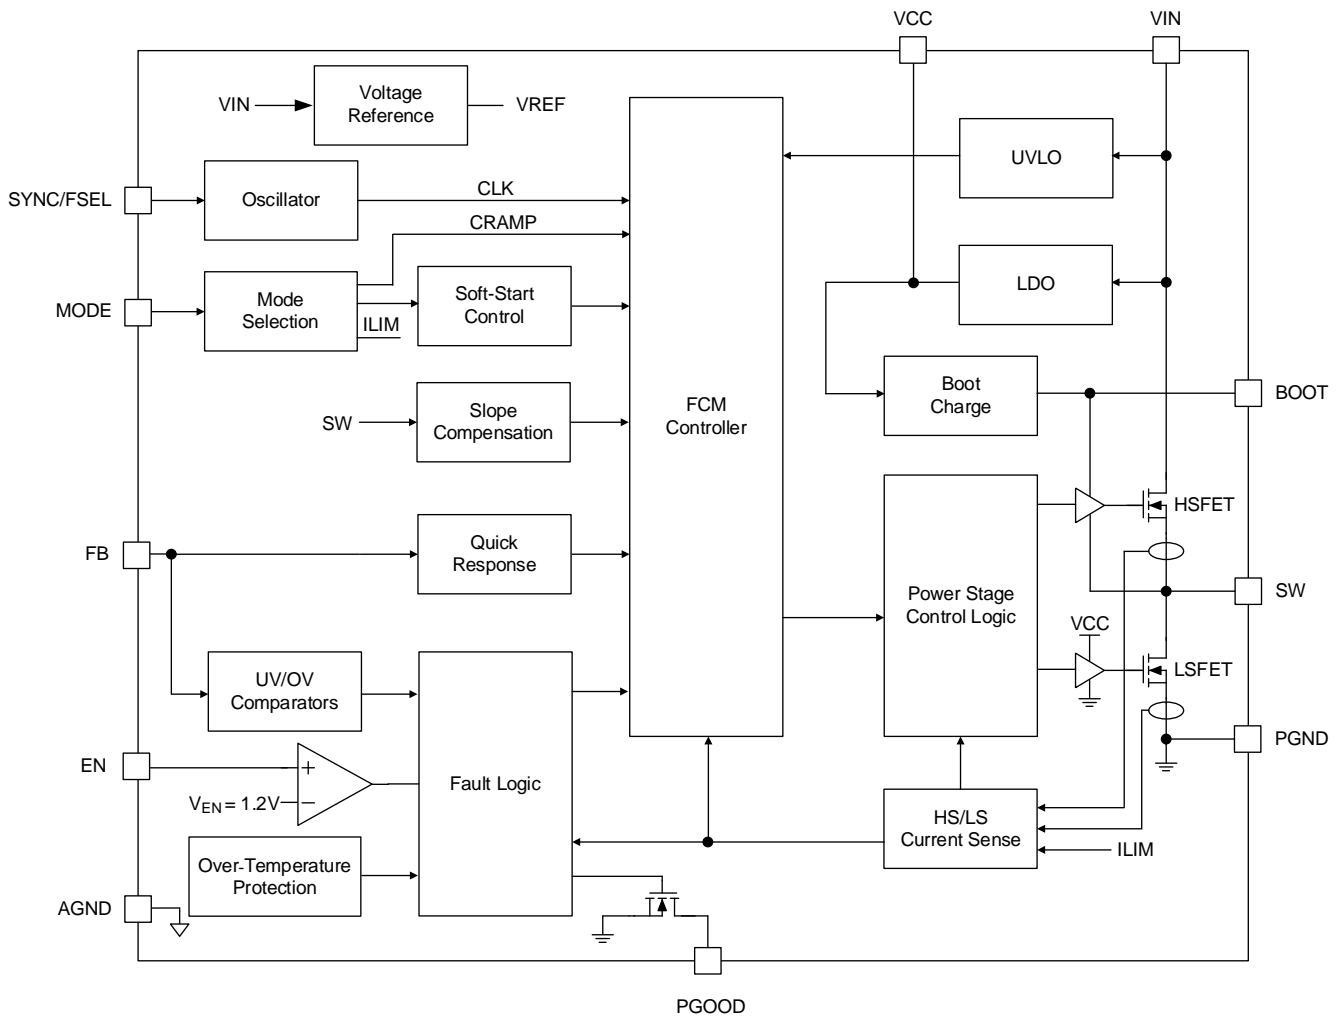 VCC
VIN
VIN
Voltage
Reference
VREF
UVLO
SYNC/FSEL
Oscillator
CLK
CRAMP
MODE
Mode
Selection
ILIM
Soft-Start
Control
LDO
SW
Slope
Compensation
FCM
Controller
Boot
Charge
BOOT
HSFET
FB
Quick
Response
Power Stage
Control Logic
SW
VCC
LSFET
UV/OV
Comparators
PGND
EN
+
VEN = 1.2V
−
Fault Logic
HS/LS
Current Sense
ILIM
Over-Temperature
Protection
AGND
PGOOD